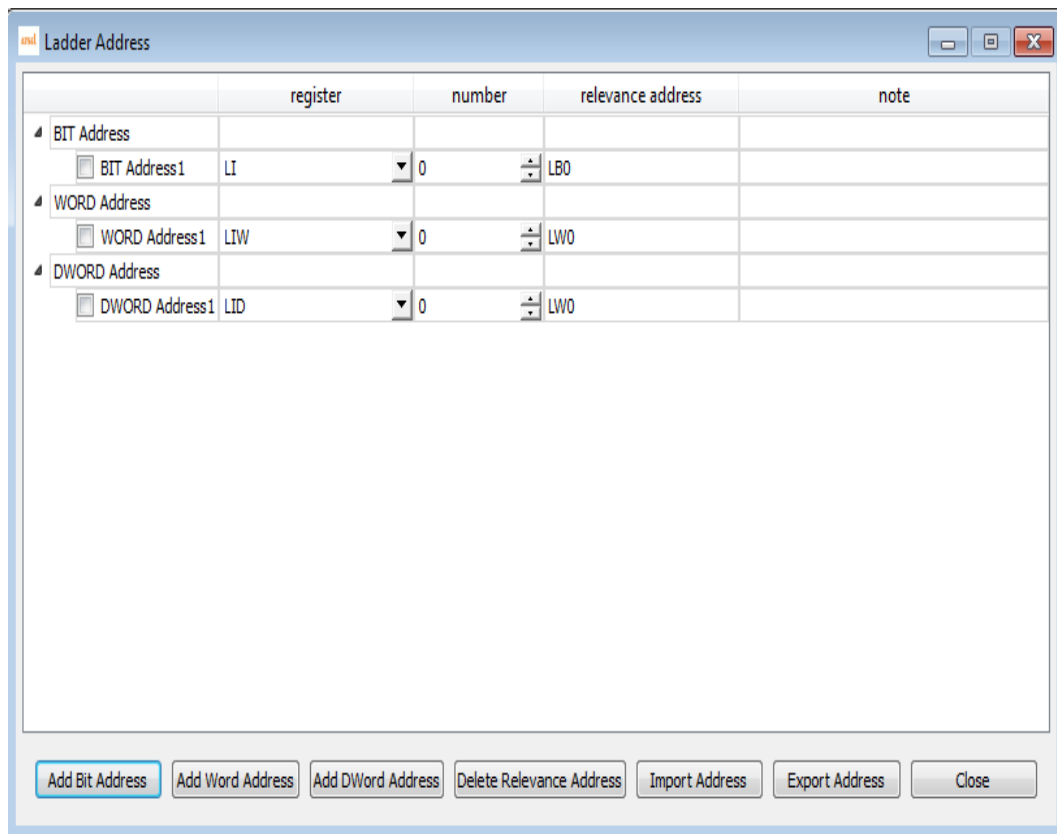 Ladder Address
register number relevance address note
BIT Address
BIT Address1 LI 0 LB0
WORD Address
WORD Address1 LIW 0 LW0
DWORD Address
DWORD Address1 LID 0 LW0
Add Bit Address Add Word Address Add DWord Address Delete Relevance Address Import Address Export Address Close